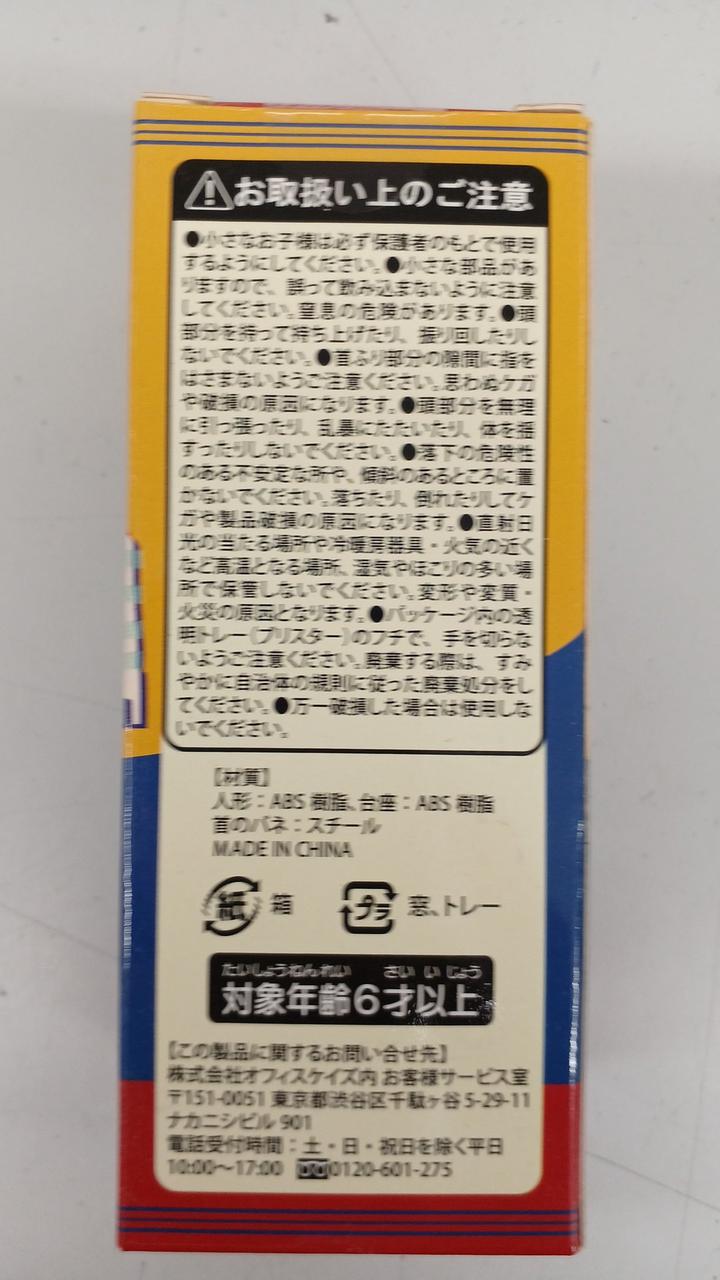 お取扱い上のご注意
●小さなお子様は必ず保護者のもとで使用
するようにしてください。●小さな部品があ
りますので、誤って飲み込まないように注意
してください。窒息の危険があります。●頭
部分を持って持ち上げたり、振り回したりし
ないでください。●首ふり部分の隙間に指を
はさまないようご注意ください。思わぬケガ
や破損の原因になります。●頭部分を無理
に引っ張ったり、乱暴にたたいたり、体を揺
すったりしないでください。●落下の危険性
のある不安定な所や、傾斜のあるところに置
かないでください。落ちたり、倒れたりしてケ
ガや製品破損の原因になります。●直射日
光の当たる場所や冷暖房器具・火気の近く
など高温となる場所、湿気やほこりの多い場
所で保管しないでください。変形や変質・
火災の原因となります。●パッケージ内の透
明トレー（ブリスター）のフチで、手を切らな
いようご注意ください。廃棄する際は、すみ
やかに自治体の規則に従った廃棄処分をし
てください。●万一破損した場合は使用しな
いでください。
【材質】
人形：ABS 樹脂、台座：ABS 樹脂
首のバネ：スチール
MADE IN CHINA
紙 箱 プラ 窓、トレー
たいしょうねんれい さい いじょう
対象年齢6才以上
【この製品に関するお問い合せ先】
株式会社オフィスケイズ内 お客様サービス室
〒151-0051 東京都渋谷区千駄ヶ谷 5-29-11
ナカニシビル 901
電話受付時間：土・日・祝日を除く平日
10:00〜17:00 0120-601-275